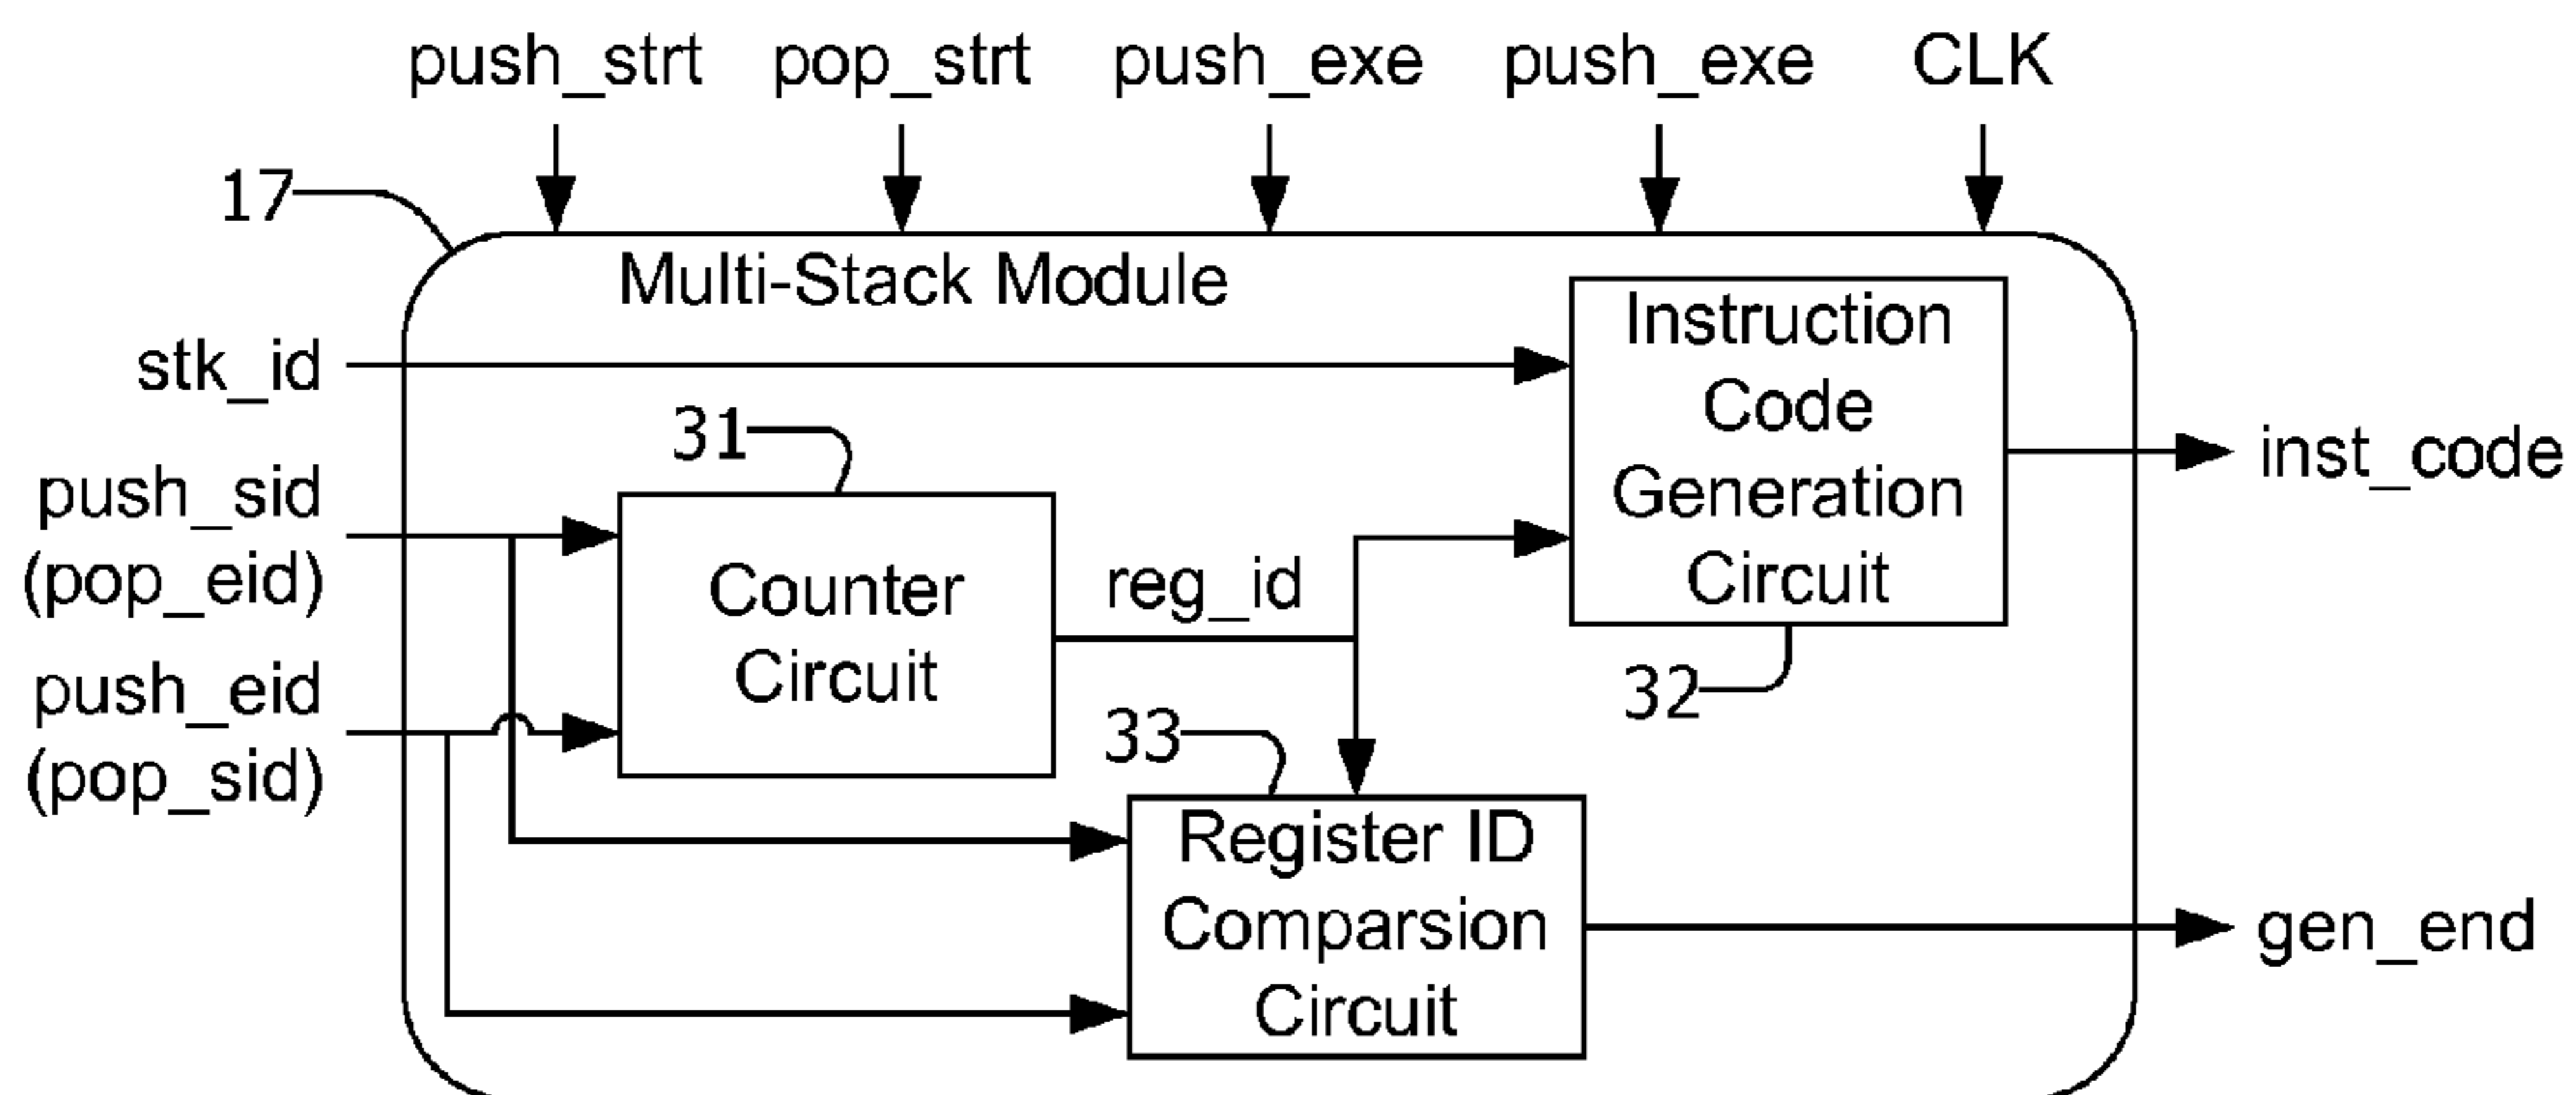 push_strt
pop_strt
push_exe
push_exe
CLK
17
Multi-Stack Module
stk_id
Instruction
Code
Generation
Circuit
32
inst_code
31
push_sid
(pop_eid)
Counter
Circuit
reg_id
push_eid
(pop_sid)
33
Register ID
Comparsion
Circuit
gen_end